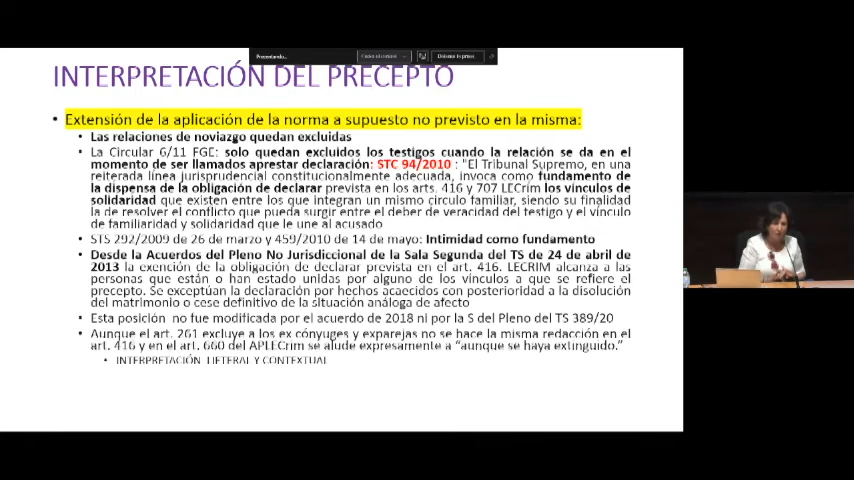 INTERPRETACIÓN DEL PRECEPTO
• Extensión de la aplicación de la norma a supuesto no previsto en la misma:
• Las relaciones de noviazgo quedan excluidas
• La Circular 6/11 FGE: solo quedan excluidos los testigos cuando la relación se da en el
momento de ser llamados aprestar declaración: STC 94/2010 : "El Tribunal Supremo, en una
reiterada línea jurisprudencial constitucionalmente adecuada, invoca como fundamento de
la dispensa de la obligación de declarar prevista en los arts. 416 y 707 LECrim los vínculos de
solidaridad que existen entre los que integran un mismo circulo familiar, siendo su finalidad
la de resolver el conflicto que pueda surgir entre el deber de veracidad del testigo y el vínculo
de familiaridad y solidaridad que le une al acusado
• STS 292/2009 de 26 de marzo y 459/2010 de 14 de mayo: Intimidad como fundamento
• Desde la Acuerdos del Pleno No Jurisdiccional de la Sala Segunda del TS de 24 de abril de
2013 la exención de la obligación de declarar prevista en el art. 416. LECRIM alcanza a las
personas que están o han estado unidas por alguno de los vínculos a que se refiere el
precepto. Se exceptúan la declaración por hechos acaecidos con posterioridad a la disolución
del matrimonio o cese definitivo de la situación análoga de afecto
• Esta posición no fue modificada por el acuerdo de 2018 ni por la S del Pleno del TS 389/20
• Aunque el art. 261 excluye a los ex cónyuges y exparejas no se hace la misma redacción en el
art. 416 y en el art. 660 del APLECrim se alude expresamente a “aunque se haya extinguido.”
• INTERPRETACIÓN LIETERAL Y CONTEXTUAL